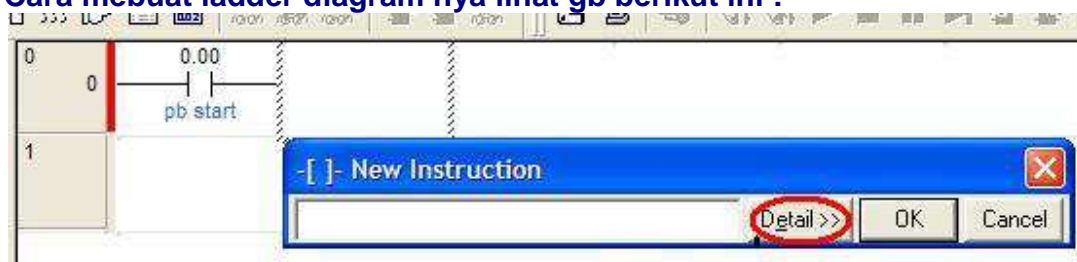 Cara mebuat ladder diagram nya lihat gb berikut ini :
0
0
0.00
pb start
1
-[ ]- New Instruction
Detail >>
OK
Cancel